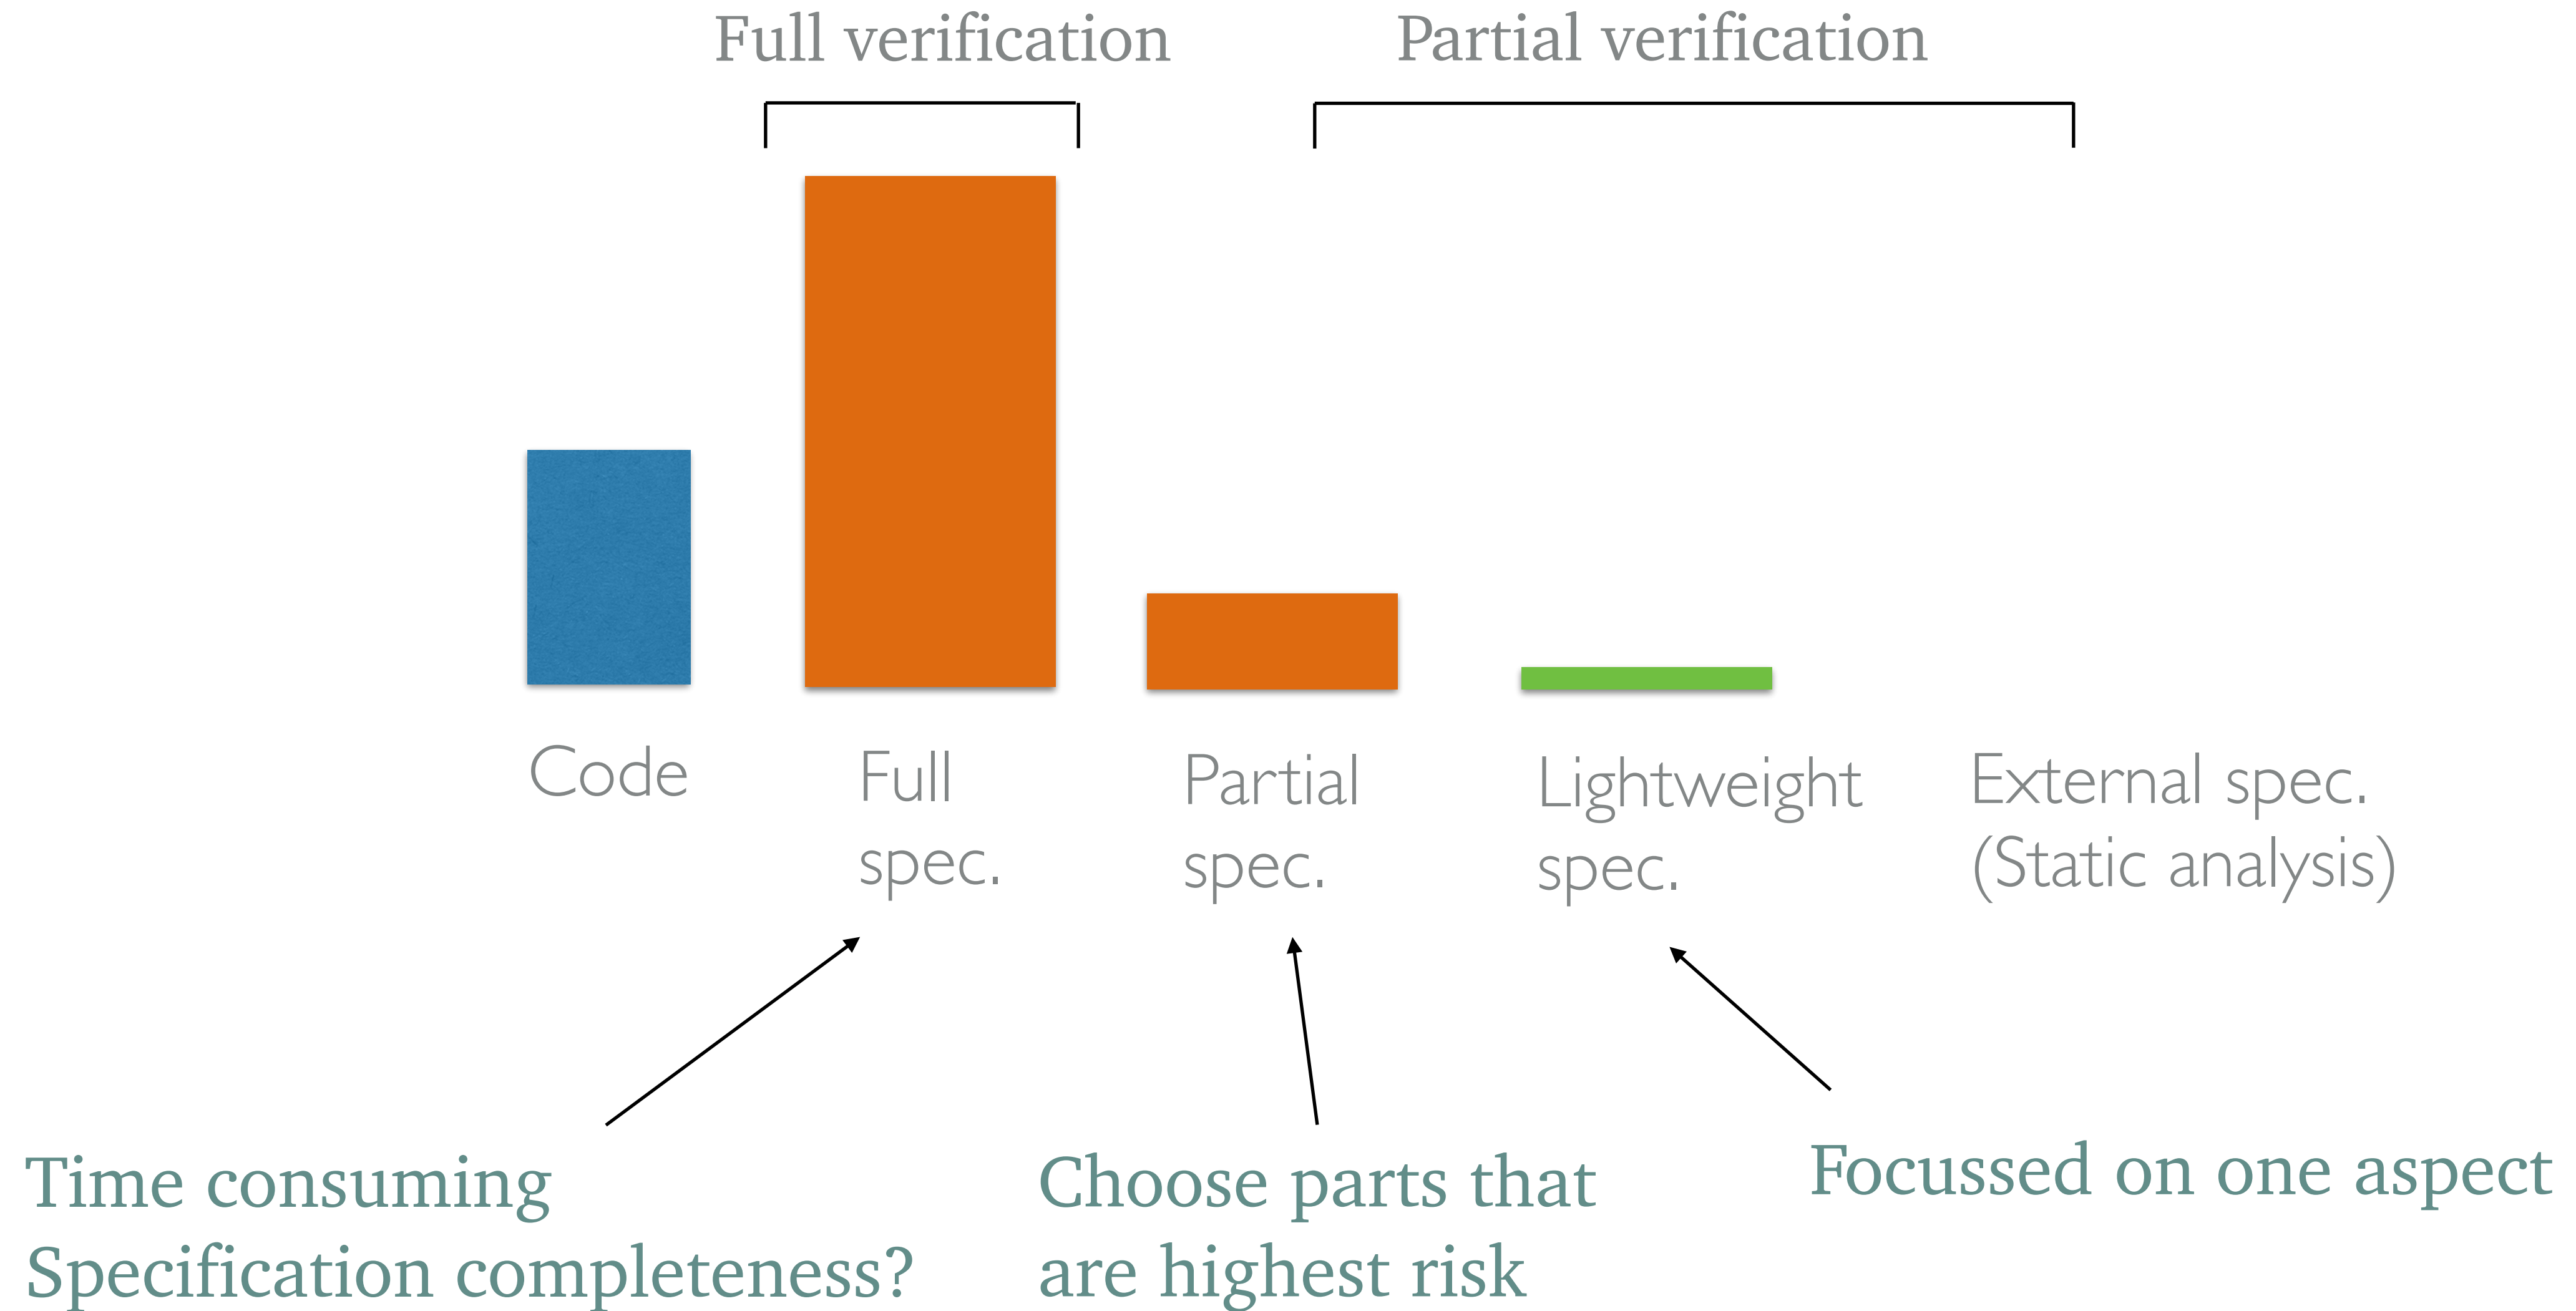 Full verification
Partial verification
Code
Full
spec.
Partial
spec.
Lightweight
spec.
External spec.
(Static analysis)
Time consuming
Specification completeness?
Choose parts that
are highest risk
Focussed on one aspect